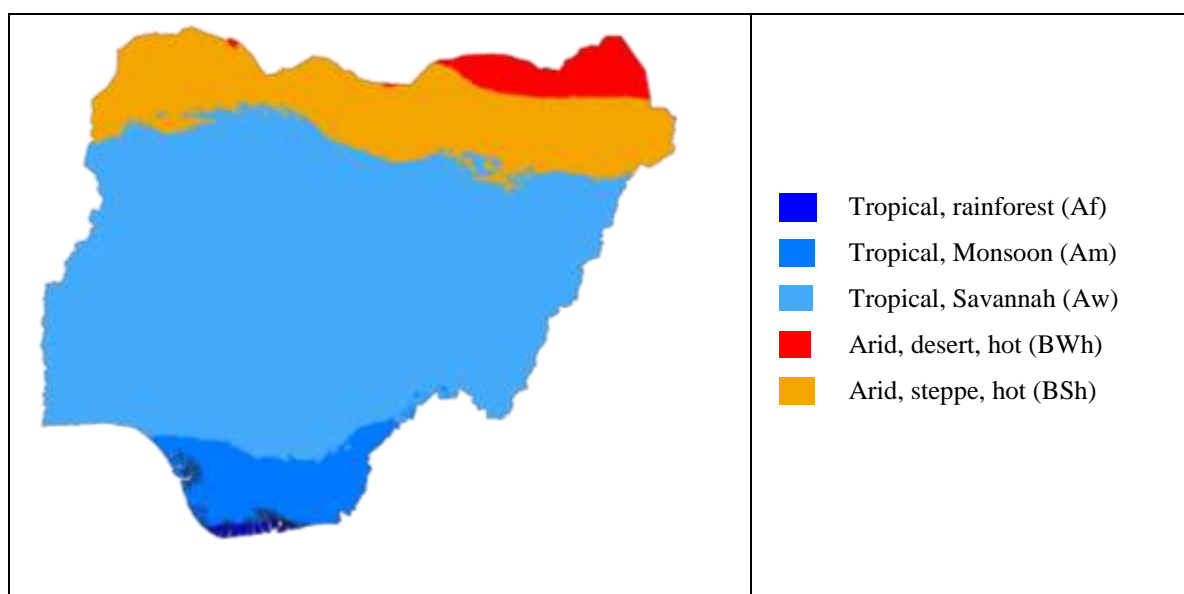 Tropical, rainforest (Af)
Tropical, Monsoon (Am)
Tropical, Savannah (Aw)
Arid, desert, hot (BWh)
Arid, steppe, hot (BSh)